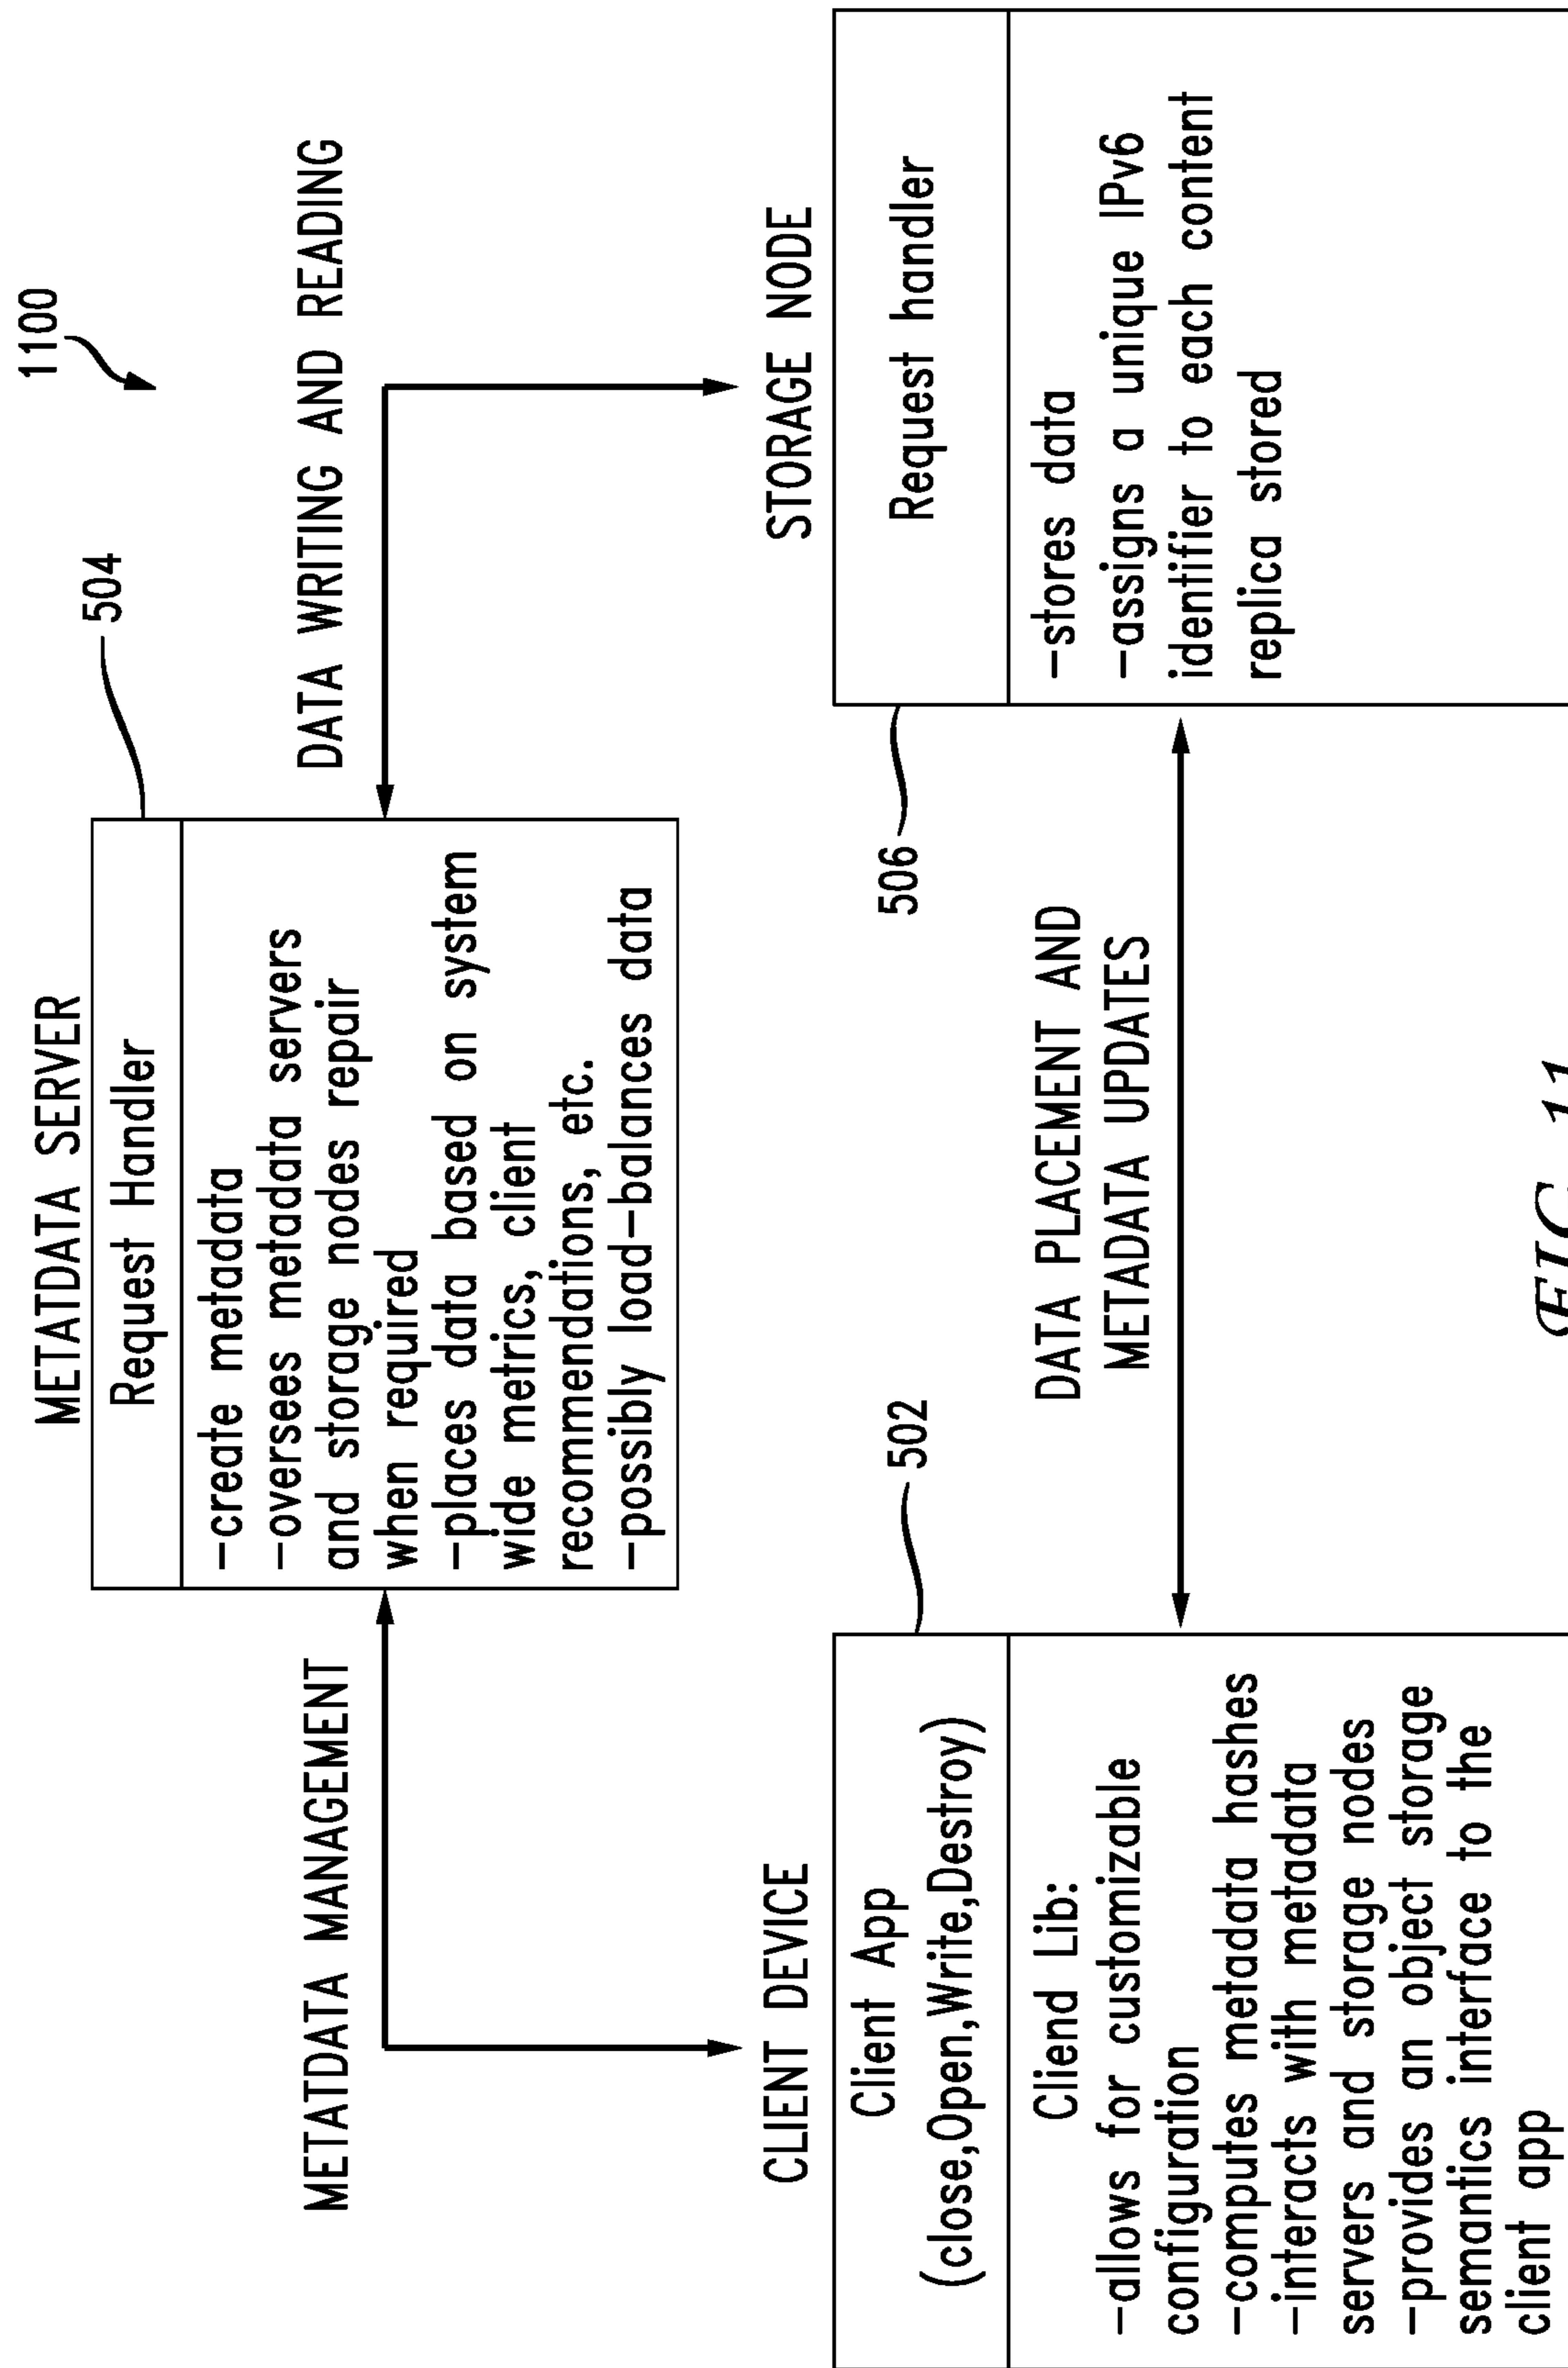 1100
METATDATA SERVER
504
Request Handler
-create metadata
-oversees metadata servers
and storage nodes repair
when required
-places data based on system
wide metrics, client
recommendations, etc.
-possibly load-balances data
METATDATA MANAGEMENT
DATA WRITING AND READING
CLIENT DEVICE
502
Client App
(close,Open,Write,Destroy)
Cliend Lib:
-allows for customizable
configuration
-computes metadata hashes
-interacts with metadata
servers and storage nodes
-provides an object storage
semantics interface to the
client app
DATA PLACEMENT AND
METADATA UPDATES
STORAGE NODE
506
Request handler
-stores data
-assigns a unique IPv6
identifier to each content
replica stored
FIG. 11